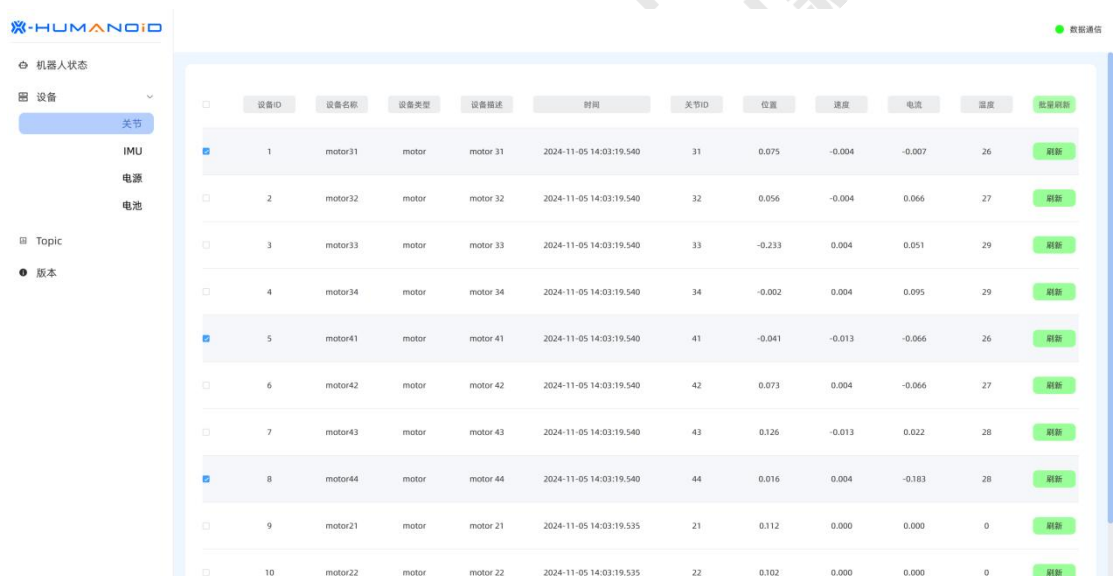 X-HUMANOiD
数据通信
机器人状态
设备
关节
IMU
电源
电池
Topic
版本
设备ID 设备名称 设备类型 设备描述 时间 关节ID 位置 速度 电流 温度 批量刷新
1 motor31 motor motor 31 2024-11-05 14:03:19.540 31 0.075 -0.004 -0.007 26 刷新
2 motor32 motor motor 32 2024-11-05 14:03:19.540 32 0.056 -0.004 0.066 27 刷新
3 motor33 motor motor 33 2024-11-05 14:03:19.540 33 -0.233 0.004 0.051 29 刷新
4 motor34 motor motor 34 2024-11-05 14:03:19.540 34 -0.002 0.004 0.095 29 刷新
5 motor41 motor motor 41 2024-11-05 14:03:19.540 41 -0.041 -0.013 -0.066 26 刷新
6 motor42 motor motor 42 2024-11-05 14:03:19.540 42 0.073 0.004 -0.066 27 刷新
7 motor43 motor motor 43 2024-11-05 14:03:19.540 43 0.126 -0.013 0.022 28 刷新
8 motor44 motor motor 44 2024-11-05 14:03:19.540 44 0.016 0.004 -0.183 28 刷新
9 motor21 motor motor 21 2024-11-05 14:03:19.535 21 0.112 0.000 0.000 0 刷新
10 motor22 motor motor 22 2024-11-05 14:03:19.535 22 0.102 0.000 0.000 0 刷新